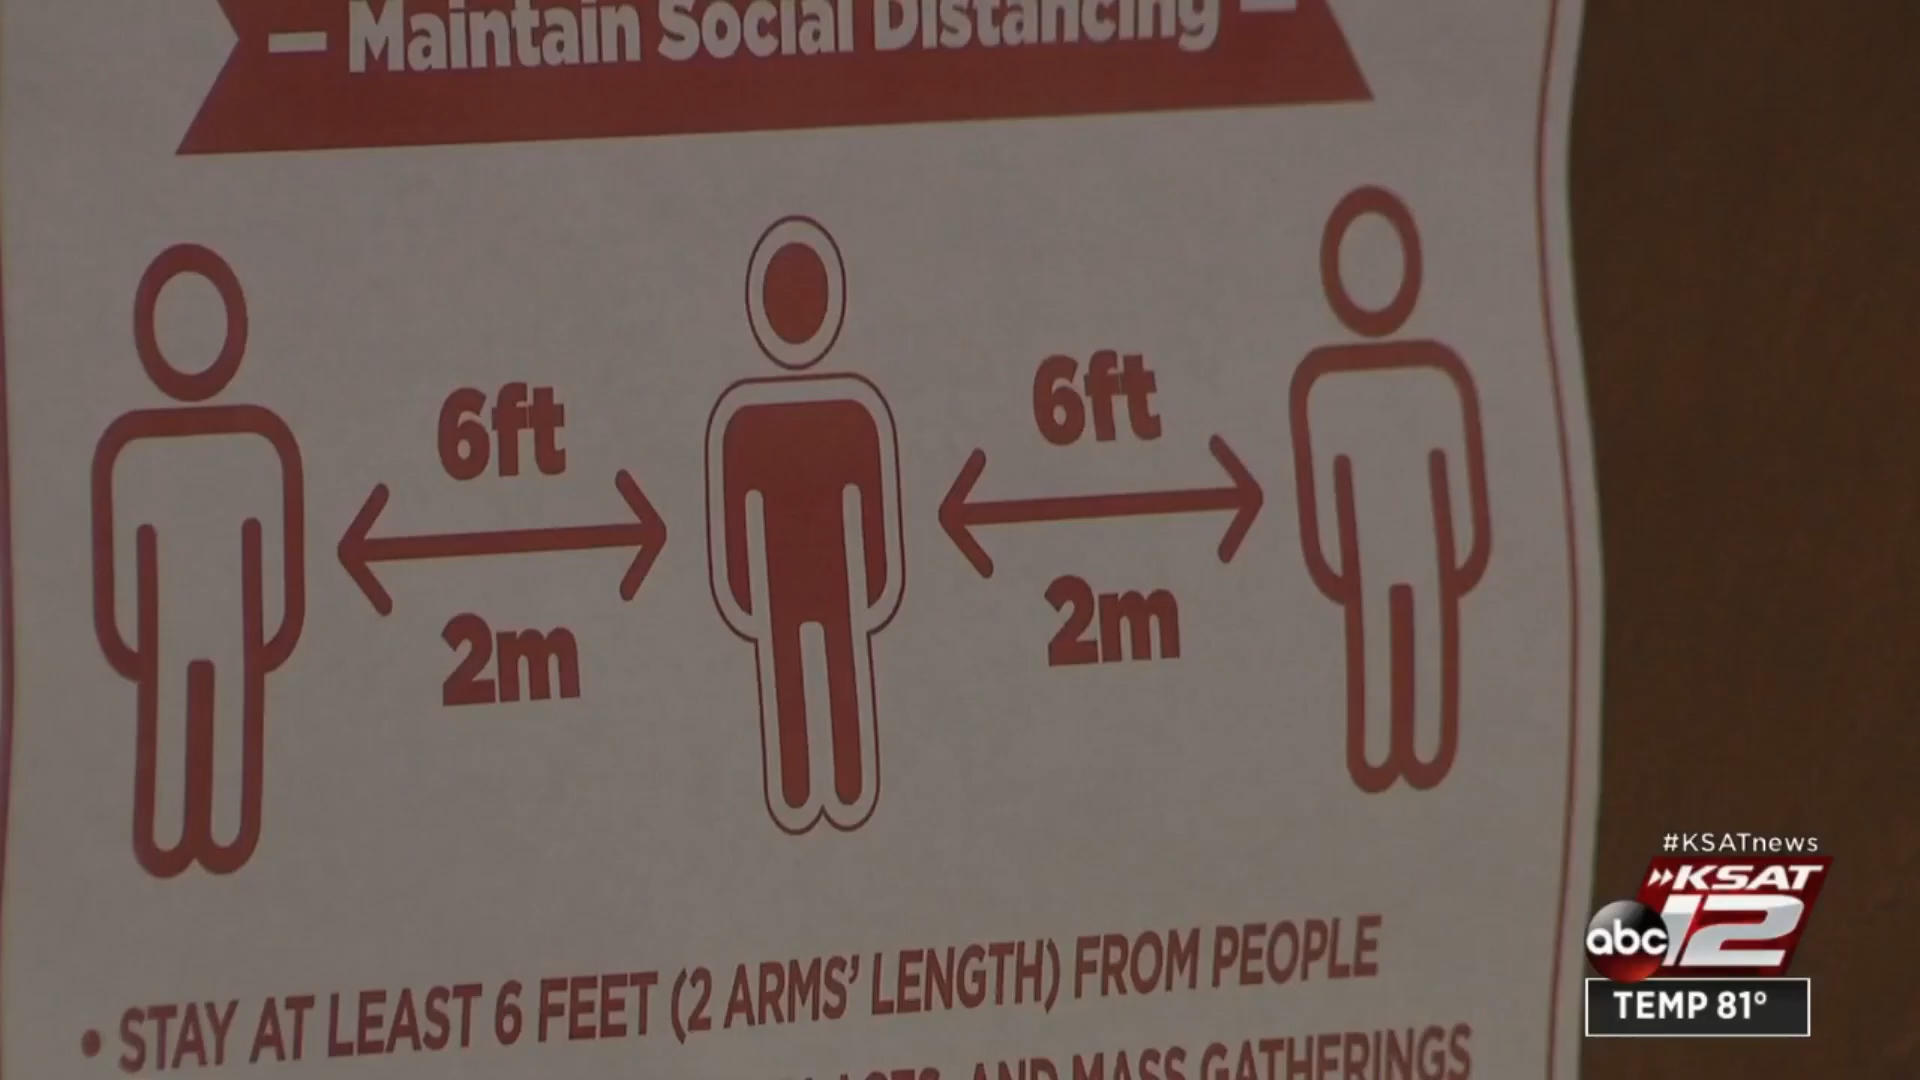 — Maintain Social Distancing —
6ft
6ft
2m
2m
• STAY AT LEAST 6 FEET (2 ARMS' LENGTH) FROM PEOPLE
AND MASS GATHERINGS
#KSATnews
KSAT
12
abc
TEMP 81°